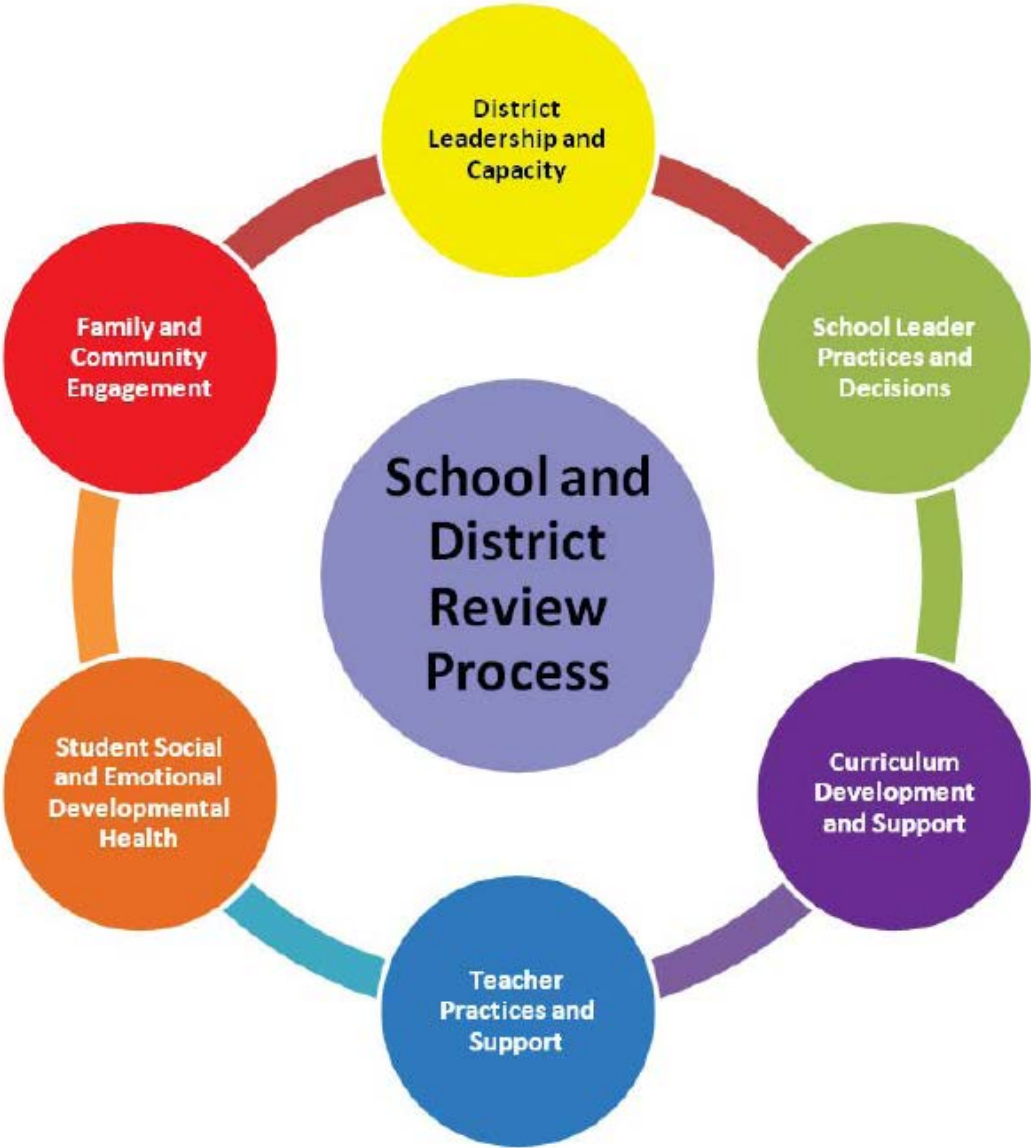 District
Leadership and
Capacity
School Leader
Practices and
Decisions
Curriculum
Development
and Support
Teacher
Practices and
Support
Student Social
and Emotional
Developmental
Health
Family and
Community
Engagement
School and
District
Review
Process